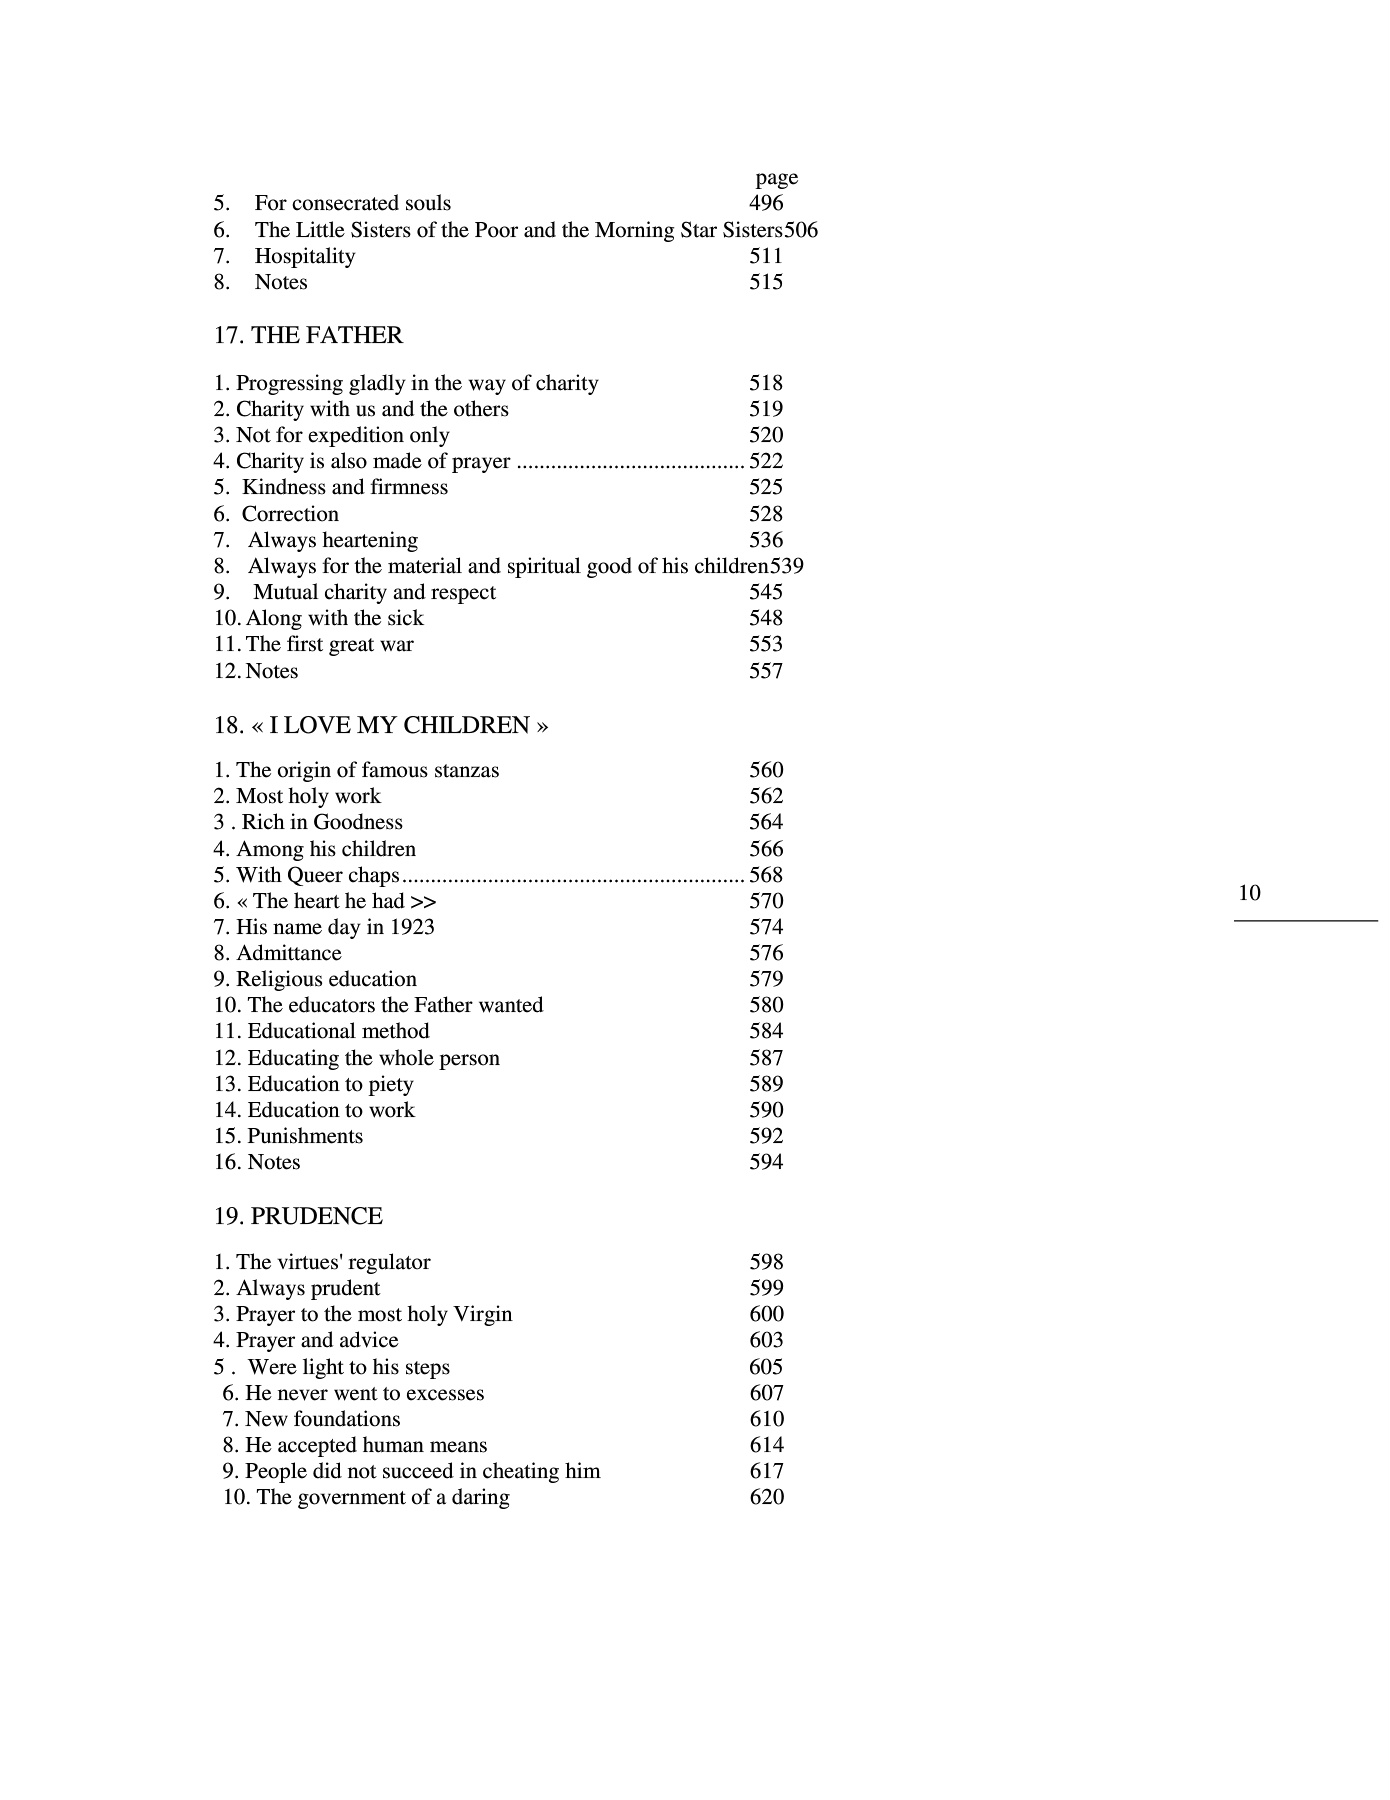 page
5. For consecrated souls 496
6. The Little Sisters of the Poor and the Morning Star Sisters506
7. Hospitality 511
8. Notes 515
17. THE FATHER
1. Progressing gladly in the way of charity 518
2. Charity with us and the others 519
3. Not for expedition only 520
4. Charity is also made of prayer ........................................ 522
5. Kindness and firmness 525
6. Correction 528
7. Always heartening 536
8. Always for the material and spiritual good of his children539
9. Mutual charity and respect 545
10. Along with the sick 548
11. The first great war 553
12. Notes 557
18. « I LOVE MY CHILDREN »
1. The origin of famous stanzas 560
2. Most holy work 562
3 . Rich in Goodness 564
4. Among his children 566
5. With Queer chaps............................................................ 568
6. « The heart he had >> 570
7. His name day in 1923 574
8. Admittance 576
9. Religious education 579
10. The educators the Father wanted 580
11. Educational method 584
12. Educating the whole person 587
13. Education to piety 589
14. Education to work 590
15. Punishments 592
16. Notes 594
19. PRUDENCE
1. The virtues' regulator 598
2. Always prudent 599
3. Prayer to the most holy Virgin 600
4. Prayer and advice 603
5 . Were light to his steps 605
6. He never went to excesses 607
7. New foundations 610
8. He accepted human means 614
9. People did not succeed in cheating him 617
10. The government of a daring 620
10